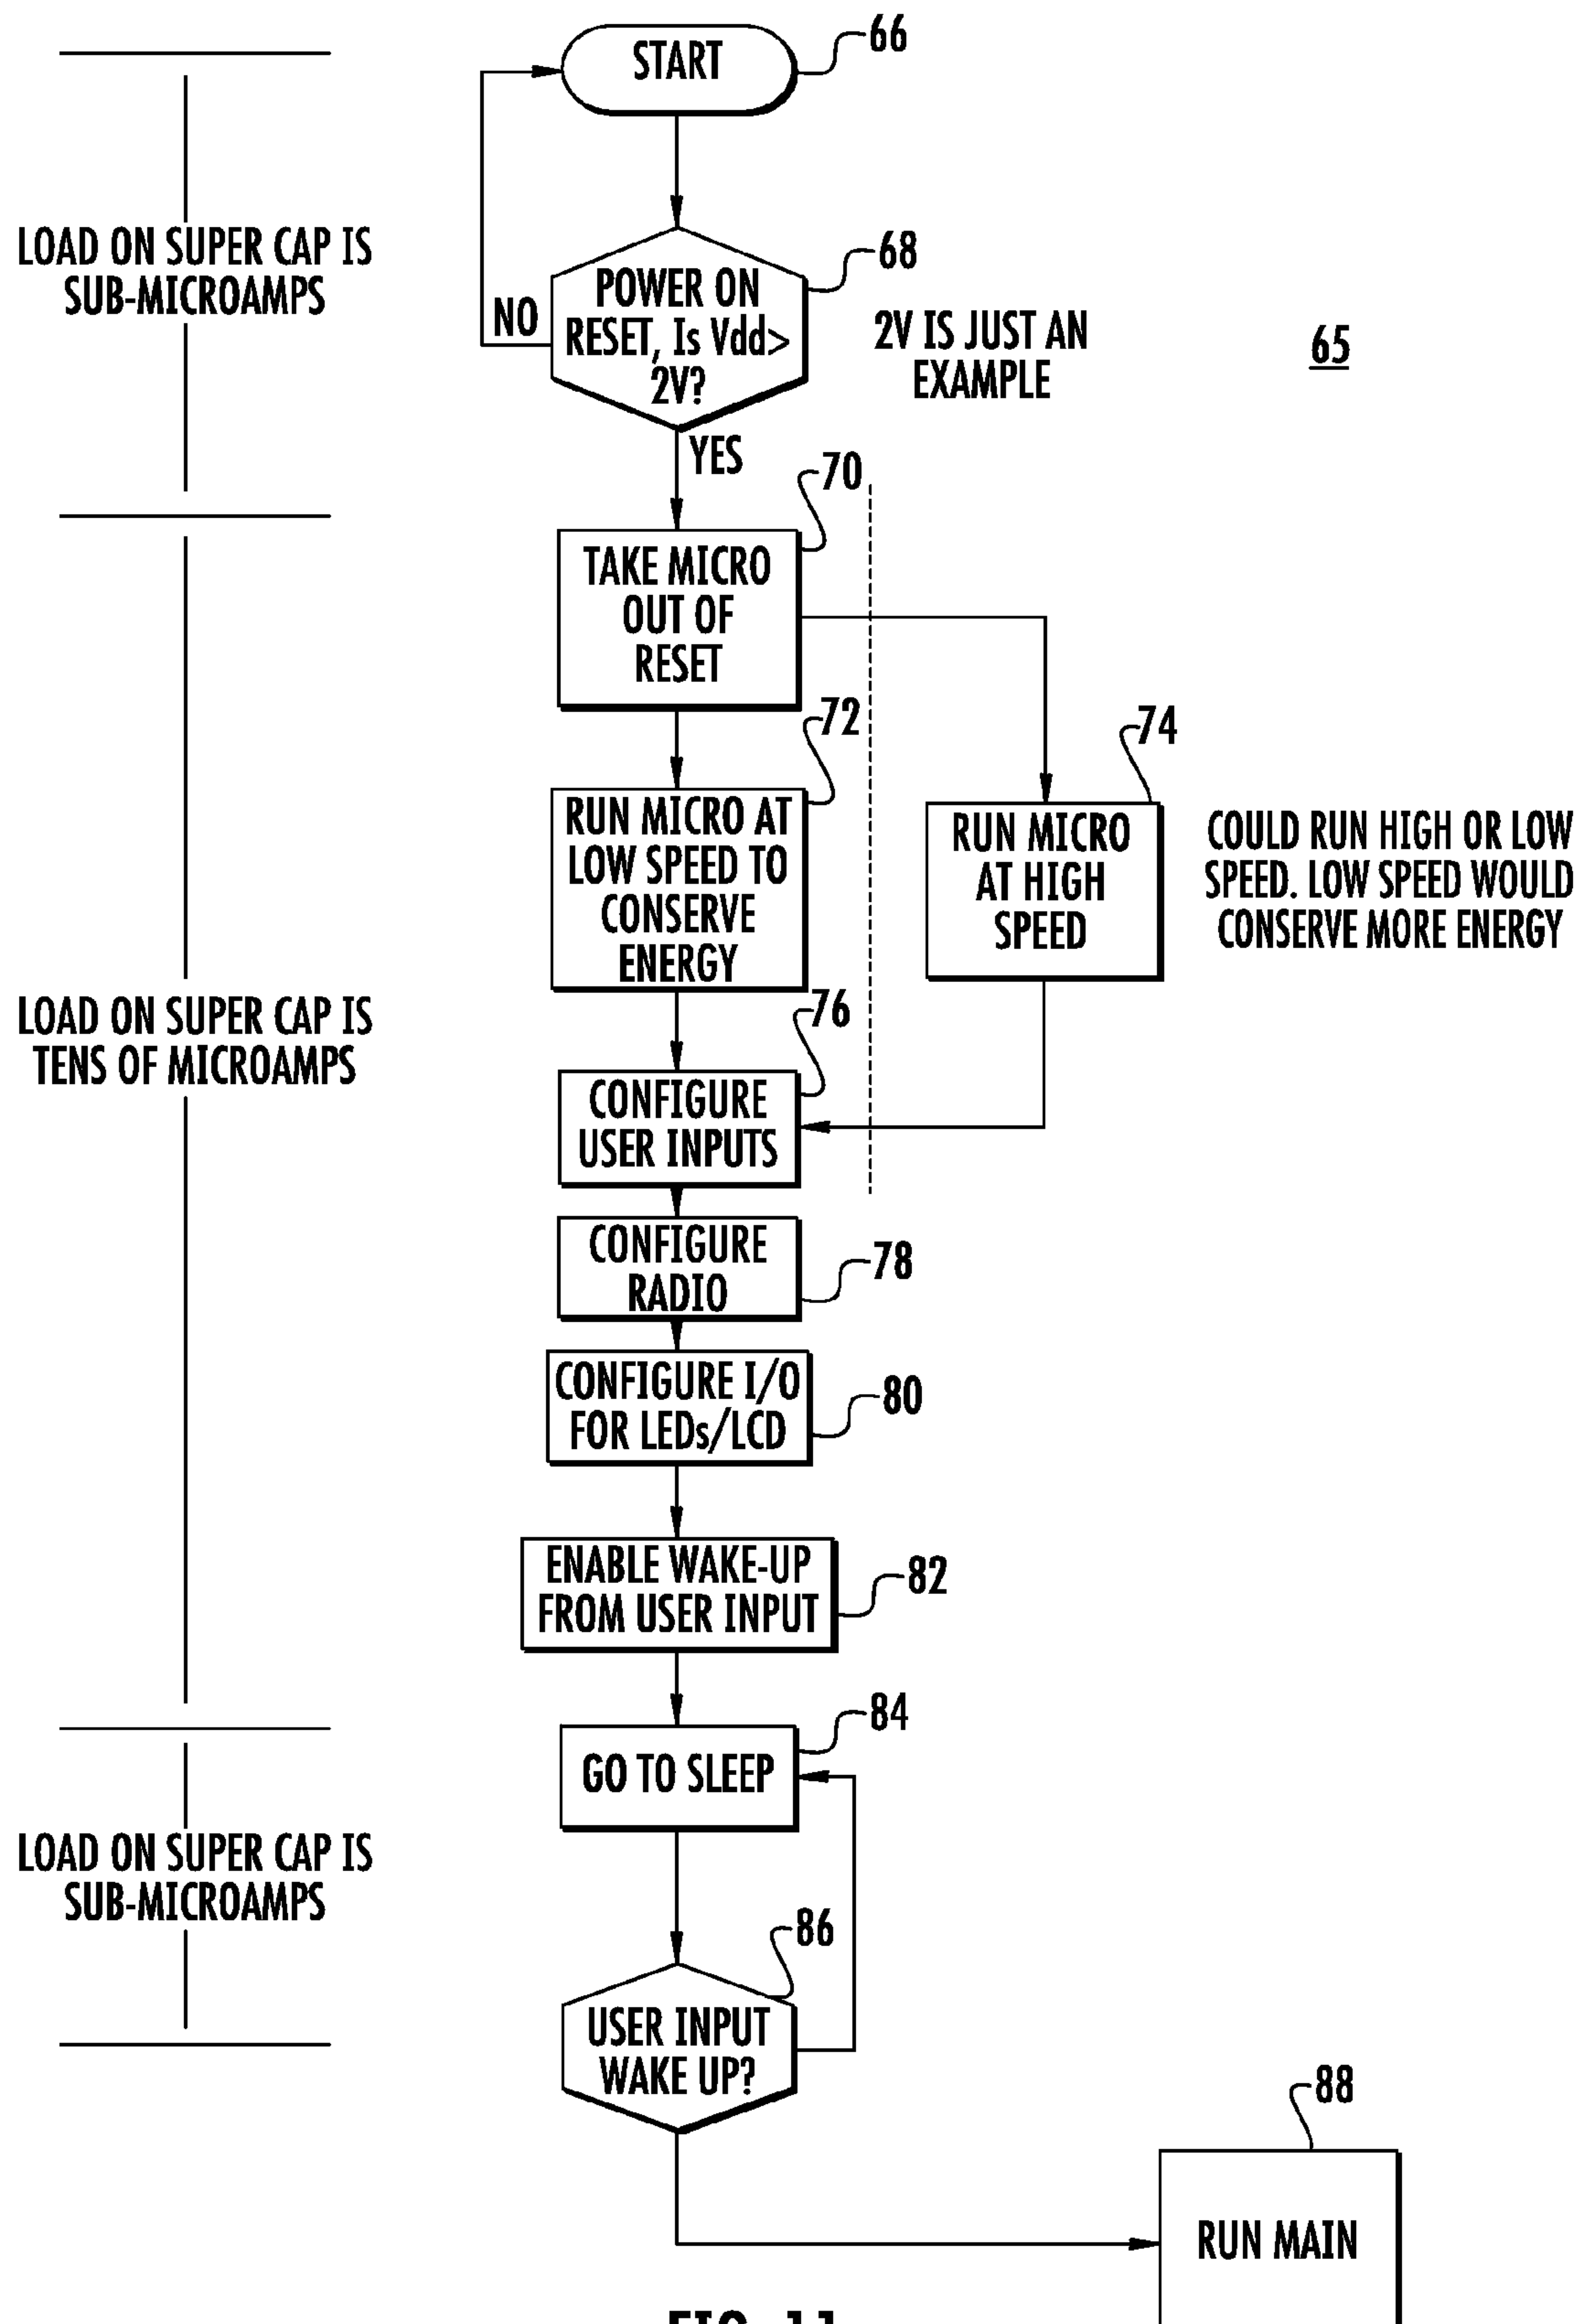 START
66
LOAD ON SUPER CAP IS
SUB-MICROAMPS
68
POWER ON
RESET, Is Vdd>
2V?
NO
2V IS JUST AN
EXAMPLE
65
YES
70
TAKE MICRO
OUT OF
RESET
72
74
RUN MICRO AT
LOW SPEED TO
CONSERVE
ENERGY
RUN MICRO
AT HIGH
SPEED
COULD RUN HIGH OR LOW
SPEED. LOW SPEED WOULD
CONSERVE MORE ENERGY
LOAD ON SUPER CAP IS
TENS OF MICROAMPS
76
CONFIGURE
USER INPUTS
CONFIGURE
RADIO
78
CONFIGURE I/O
FOR LEDs/LCD
80
ENABLE WAKE-UP
FROM USER INPUT
82
84
GO TO SLEEP
LOAD ON SUPER CAP IS
SUB-MICROAMPS
86
USER INPUT
WAKE UP?
88
RUN MAIN
FIG. 11